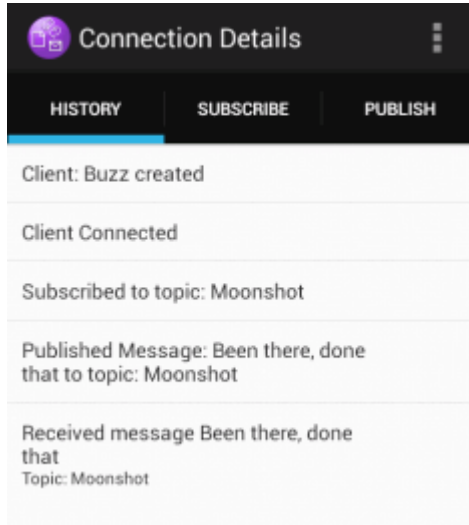 Connection Details
HISTORY
SUBSCRIBE
PUBLISH
Client: Buzz created
Client Connected
Subscribed to topic: Moonshot
Published Message: Been there, done
that to topic: Moonshot
Received message Been there, done
that
Topic: Moonshot